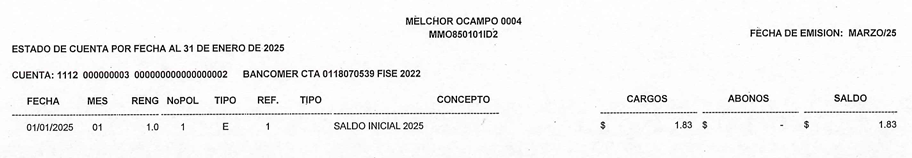 MELCHOR OCAMPO 0004
MMO850101ID2
FECHA DE EMISION: MARZO/25
ESTADO DE CUENTA POR FECHA AL 31 DE ENERO DE 2025
CUENTA: 1112 000000003 000000000000000002 BANCOMER CTA 0118070539 FISE 2022
FECHA MES RENG NoPOL TIPO REF. TIPO CONCEPTO CARGOS ABONOS SALDO
01/01/2025 01 1.0 1 E 1 SALDO INICIAL 2025 $ 1.83 $ - $ 1.83